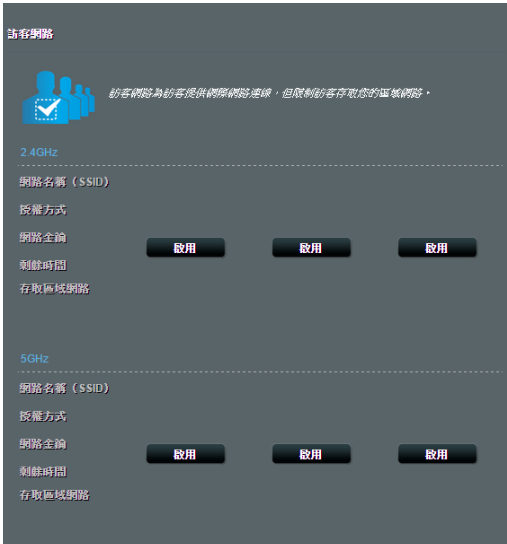 訪客網路
訪客網路為訪客提供網際網路連線,但限制訪客存取您的區域網路。
2.4GHz
網路名稱(SSID)
授權方式
網路金鑰
啟用 啟用 啟用
剩餘時間
存取區域網路
5GHz
網路名稱(SSID)
授權方式
網路金鑰
啟用 啟用 啟用
剩餘時間
存取區域網路